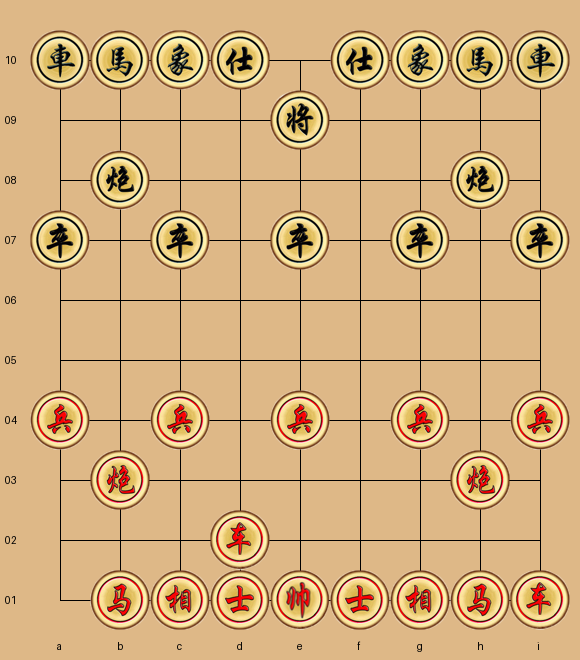 10 車 馬 象 仕 仕 象 馬 車
09 将
08 炮 炮
07 卒 卒 卒 卒 卒
06
05
04 兵 兵 兵 兵 兵
03 炮 炮
02 车
01 马 相 士 帅 士 相 马 车
a b c d e f g h i